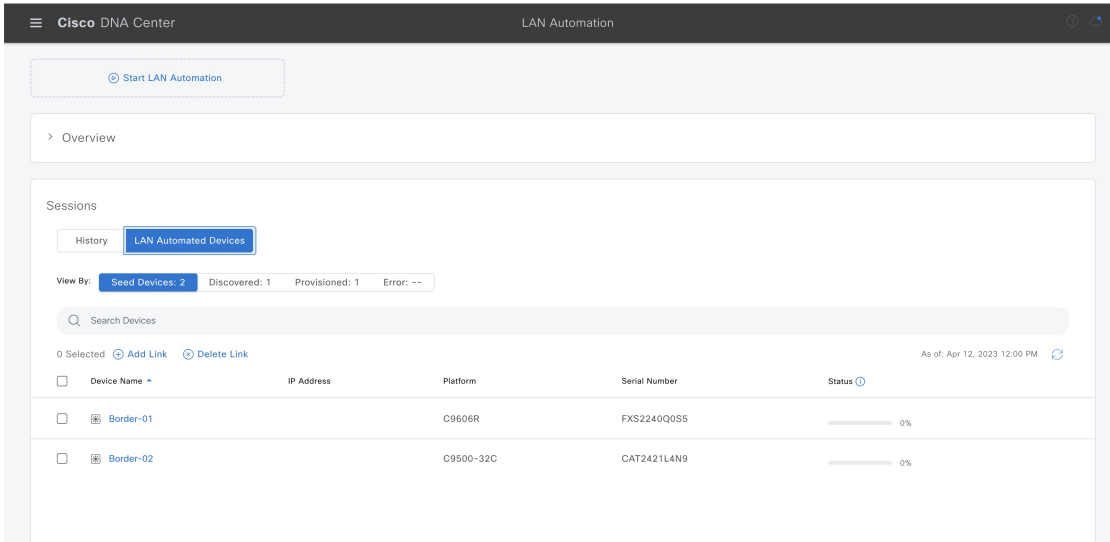 Cisco DNA Center LAN Automation
Start LAN Automation
Overview
Sessions
History LAN Automated Devices
View By: Seed Devices: 2 Discovered: 1 Provisioned: 1 Error: --
Search Devices
0 Selected Add Link Delete Link As of: Apr 12, 2023 12:00 PM
Device Name IP Address Platform Serial Number Status
Border-01 C9606R FXS2240Q0S5 0%
Border-02 C9500-32C CAT2421L4N9 0%